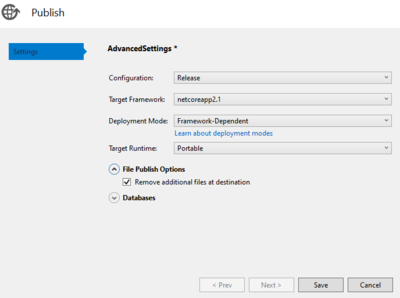 Publish
Settings
AdvancedSettings *
Configuration: Release
Target Framework: netcoreapp2.1
Deployment Mode: Framework-Dependent
Learn about deployment modes
Target Runtime: Portable
File Publish Options
Remove additional files at destination
Databases
< Prev Next > Save Cancel